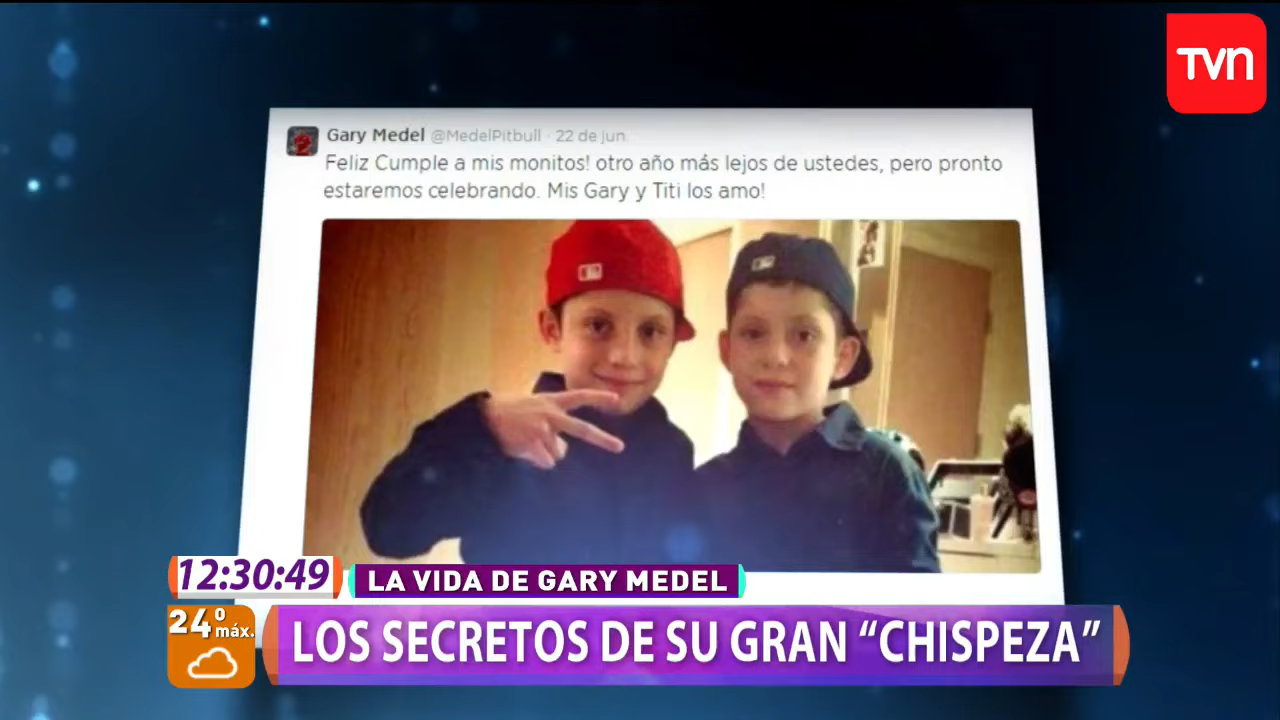 TVN
Gary Medel @MedelPitbull · 22 de jun.
Feliz Cumple a mis monitos! otro año más lejos de ustedes, pero pronto
estaremos celebrando. Mis Gary y Titi los amo!
12:30:49
LA VIDA DE GARY MEDEL
24º
máx.
LOS SECRETOS DE SU GRAN “CHISPEZA”